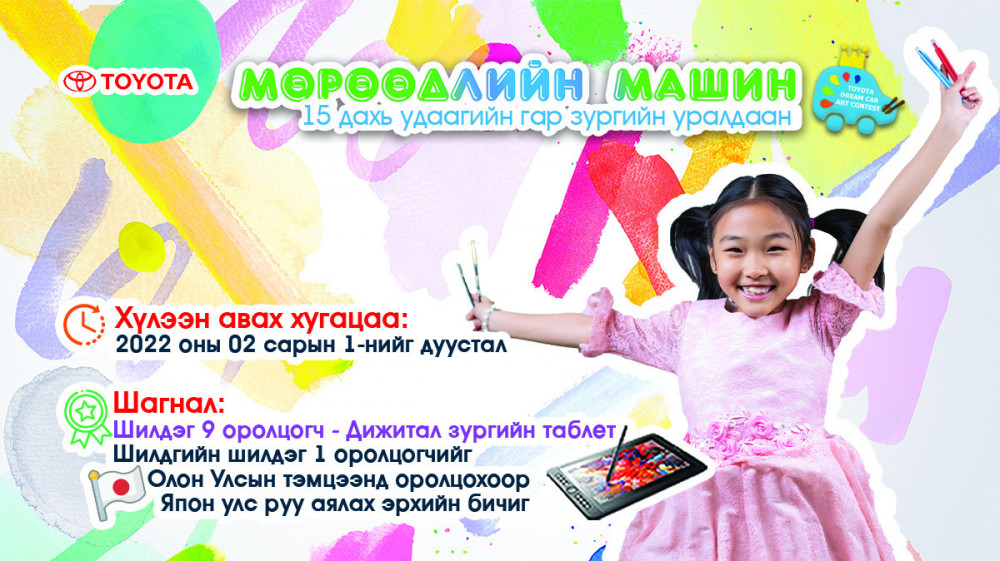 TOYOTA
МӨРӨӨДЛИЙН МАШИН
15 дахь удаагийн гар зургийн уралдаан
TOYOTA
DREAM CAR
ART CONTEST
Хүлээн авах хугацаа:
2022 оны 02 сарын 1-нийг дуустал
Шагнал:
Шилдэг 9 оролцогч - Дижитал зургийн таблет
Шилдгийн шилдэг 1 оролцогчийг
Олон Улсын тэмцээнд оролцохоор
Япон улс руу аялах эрхийн бичиг